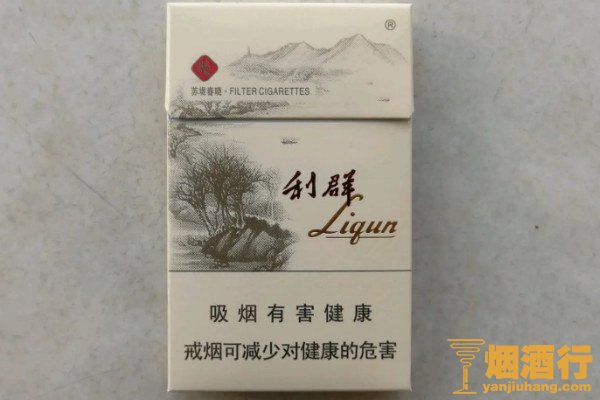 ®
苏堤春晓·FILTER CIGARETTES
利群
Liqun
吸烟有害健康
戒烟可减少对健康的危害
烟酒行
yanjiuhang.com